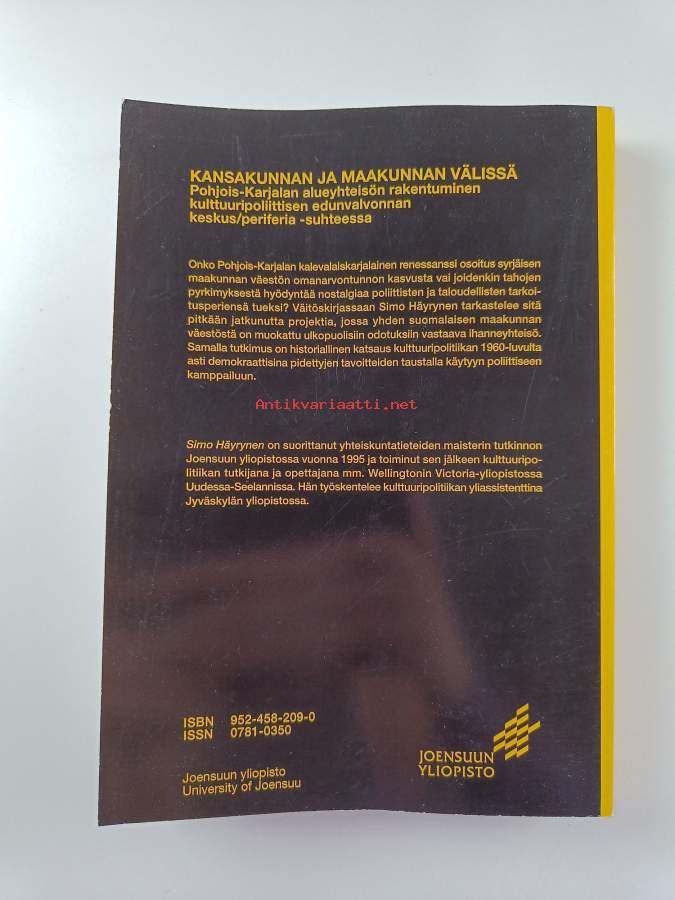 KANSAKUNNAN JA MAAKUNNAN VÄLISSÄ
Pohjois-Karjalan alueyhteisön rakentuminen
kulttuuripoliittisen edunvalvonnan
keskus/periferia -suhteessa
Onko Pohjois-Karjalan kalevalaiskarjalainen renessanssi osoitus syrjäisen
maakunnan väestön omanarvontunnon kasvusta vai joidenkin tahojen
pyrkimyksestä hyödyntää nostalgiaa poliittisten ja taloudellisten tarkoi-
tusperiensä tueksi? Väitöskirjassaan Simo Häyrynen tarkastelee sitä
pitkään jatkunutta projektia, jossa yhden suomalaisen maakunnan
väestöstä on muokattu ulkopuolisiin odotuksiin vastaava ihanneyhteisö.
Samalla tutkimus on historiallinen katsaus kulttuuripolitiikan 1960-luvulta
asti demokraattisina pidettyjen tavoitteiden taustalla käytyyn poliittiseen
kamppailuun.
Antikvariaatti.net
Simo Häyrynen on suorittanut yhteiskuntatieteiden maisterin tutkinnon
Joensuun yliopistossa vuonna 1995 ja toiminut sen jälkeen kulttuuripo-
litiikan tutkijana ja opettajana mm. Wellingtonin Victoria-yliopistossa
Uudessa-Seelannissa. Hän työskentelee kulttuuripolitiikan yliassistenttina
Jyväskylän yliopistossa.
ISBN 952-458-209-0
ISSN 0781-0350
JOENSUUN
YLIOPISTO
Joensuun yliopisto
University of Joensuu